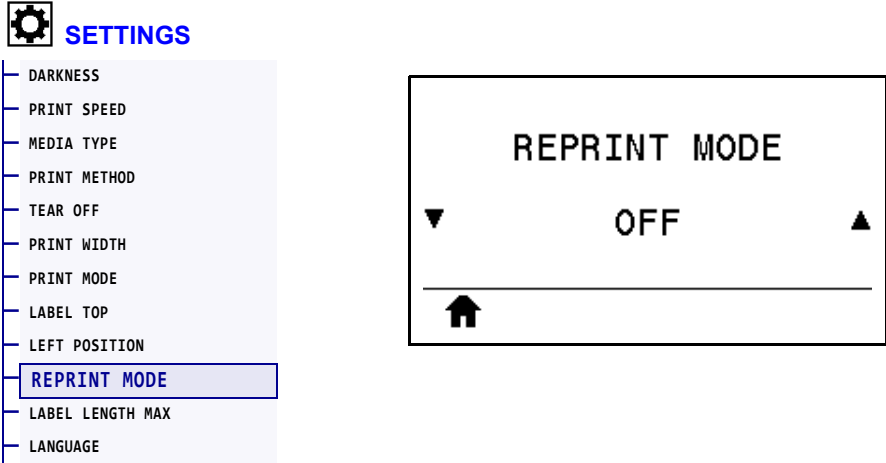 SETTINGS
DARKNESS
PRINT SPEED
MEDIA TYPE
PRINT METHOD
TEAR OFF
PRINT WIDTH
PRINT MODE
LABEL TOP
LEFT POSITION
REPRINT MODE
LABEL LENGTH MAX
LANGUAGE
REPRINT MODE
OFF